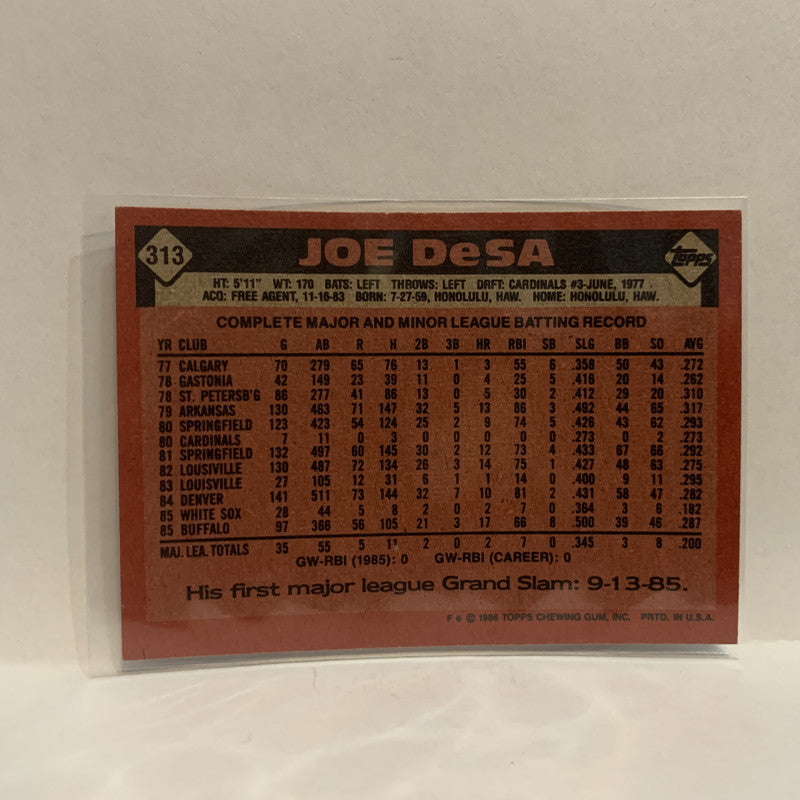 313 JOE DeSA topps
HT: 5'11" WT: 170 BATS: LEFT THROWS: LEFT DRFT: CARDINALS #3-JUNE, 1977
ACQ: FREE AGENT, 11-16-83 BORN: 7-27-59, HONOLULU, HAW. HOME: HONOLULU, HAW.
COMPLETE MAJOR AND MINOR LEAGUE BATTING RECORD
YR CLUB G AB R H 2B 3B HR RBI SB SLG BB SO AVG
77 CALGARY 70 279 65 76 13 1 3 55 6 .358 50 43 .272
78 GASTONIA 42 149 23 39 11 0 4 25 5 .416 20 14 .262
78 ST. PETERSB'G 86 277 41 86 13 0 5 30 2 .412 29 20 .310
79 ARKANSAS 130 463 71 147 32 5 13 86 3 .492 44 65 .317
80 SPRINGFIELD 123 423 54 124 25 2 9 74 5 .426 43 62 .293
80 CARDINALS 7 11 0 3 0 0 0 0 0 .273 0 2 .273
81 SPRINGFIELD 132 497 60 145 30 2 12 73 4 .433 67 66 .292
82 LOUSIVILLE 130 487 72 134 26 3 14 75 1 .427 48 63 .275
83 LOUISVILLE 27 105 12 31 6 1 1 14 0 .400 9 11 .295
84 DENVER 141 511 73 144 32 7 10 81 2 .431 58 47 .282
85 WHITE SOX 28 44 5 8 2 0 2 7 0 .364 3 6 .182
85 BUFFALO 97 366 56 105 21 3 17 66 8 .500 39 46 .287
MAJ. LEA. TOTALS 35 55 5 11 2 0 2 7 0 .345 3 8 .200
GW-RBI (1985): 0 GW-RBI (CAREER): 0
His first major league Grand Slam: 9-13-85.
F © 1986 TOPPS CHEWING GUM, INC. PRTD. IN U.S.A.